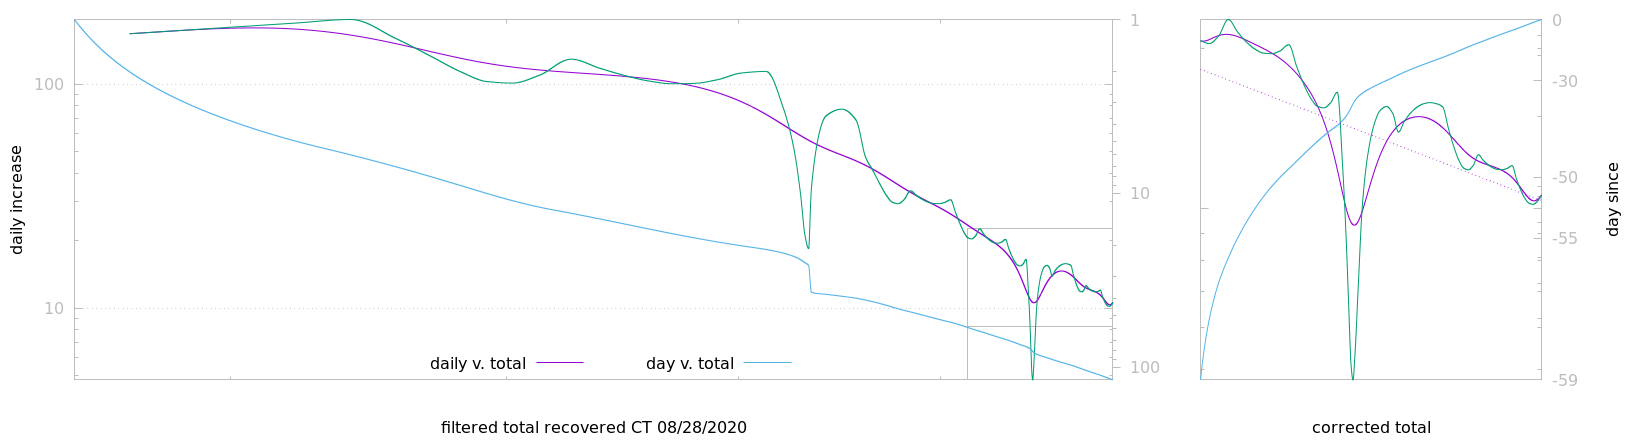 daily increase
100
10
1
10
100
daily v. total
day v. total
filtered total recovered CT 08/28/2020
0
-30
-50
-55
-59
day since
corrected total